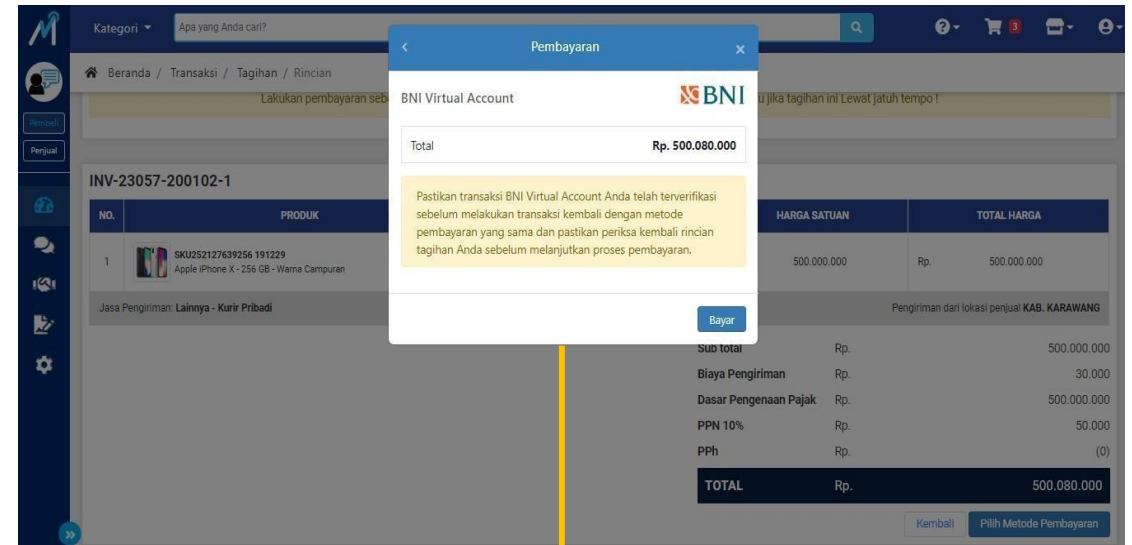 Kategori
Apa yang Anda cari?
3
Beranda / Transaksi / Tagihan / Rincian
Lakukan pembayaran seb
u jika tagihan ini Lewat jatuh tempo !
Pembeli
Penjual
Pembayaran
BNI Virtual Account
BNI
Total Rp. 500.080.000
Pastikan transaksi BNI Virtual Account Anda telah terverifikasi
sebelum melakukan transaksi kembali dengan metode
pembayaran yang sama dan pastikan periksa kembali rincian
tagihan Anda sebelum melanjutkan proses pembayaran.
Bayar
INV-23057-200102-1
NO. PRODUK HARGA SATUAN TOTAL HARGA
1 SKU252127639256 191229
Apple iPhone X - 256 GB - Warna Campuran
500.000.000 Rp. 500.000.000
Jasa Pengiriman: Lainnya - Kurir Pribadi Pengiriman dari lokasi penjual KAB. KARAWANG
Sub total Rp. 500.000.000
Biaya Pengiriman Rp. 30.000
Dasar Pengenaan Pajak Rp. 500.000.000
PPN 10% Rp. 50.000
PPh Rp. (0)
TOTAL Rp. 500.080.000
Kembali Pilih Metode Pembayaran